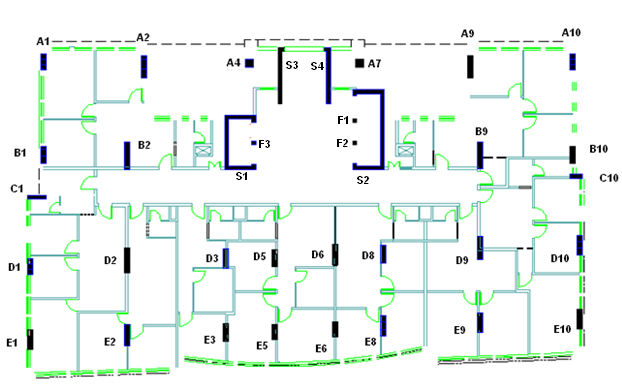 A1 A2 A9 A10
A4 S3 S4 A7
F1
B1 B2 F3 F2 B9 B10
S1 S2
C1 C10
D1 D2 D3 D5 D6 D8 D9 D10
E1 E2 E3 E5 E6 E8 E9 E10